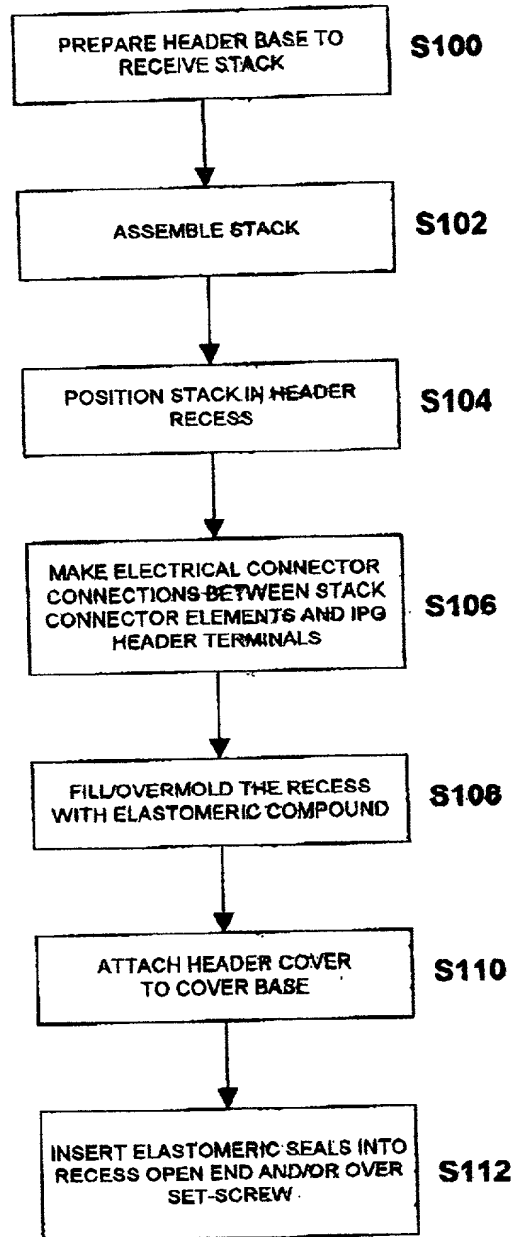 PREPARE HEADER BASE TO
RECEIVE STACK
S100
ASSEMBLE STACK
S102
POSITION STACK IN HEADER
RECESS
S104
MAKE ELECTRICAL CONNECTOR
CONNECTIONS BETWEEN STACK
CONNECTOR ELEMENTS AND IPG
HEADER TERMINALS
S106
FILL/OVERMOLD THE RECESS
WITH ELASTOMERIC COMPOUND
S108
ATTACH HEADER COVER
TO COVER BASE
S110
INSERT ELASTOMERIC SEALS INTO
RECESS OPEN END AND/OR OVER
SET-SCREW
S112